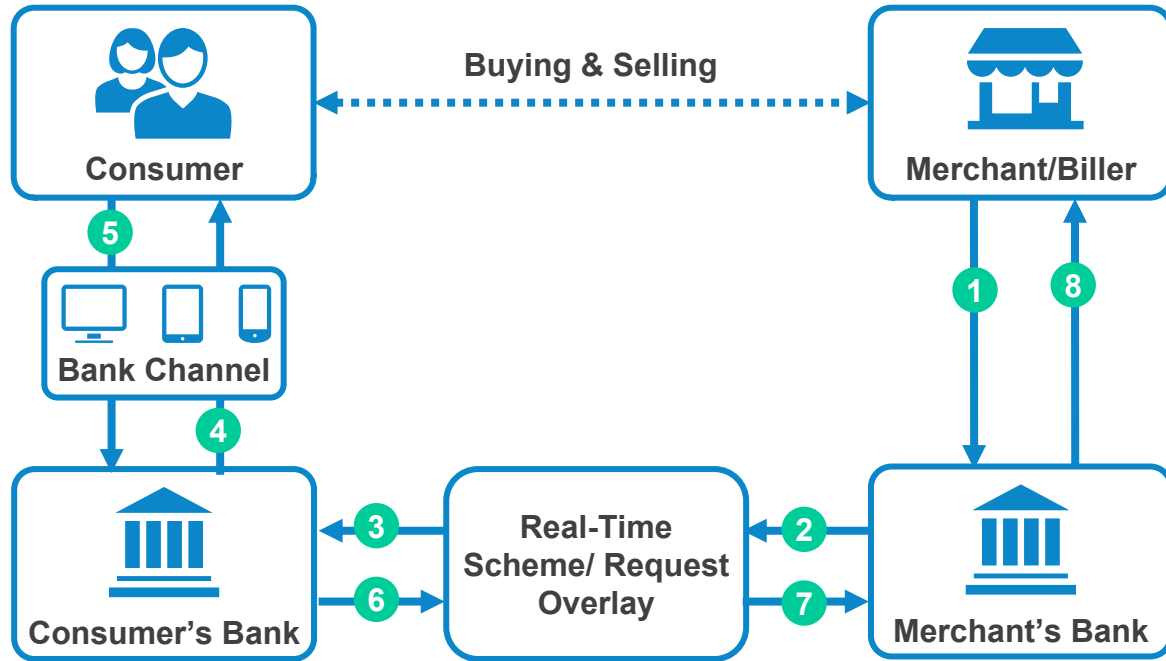 Buying & Selling
Consumer
Merchant/Biller
5
1
8
Bank Channel
4
3
Real-Time
Scheme/ Request
Overlay
2
6
7
Consumer’s Bank
Merchant’s Bank